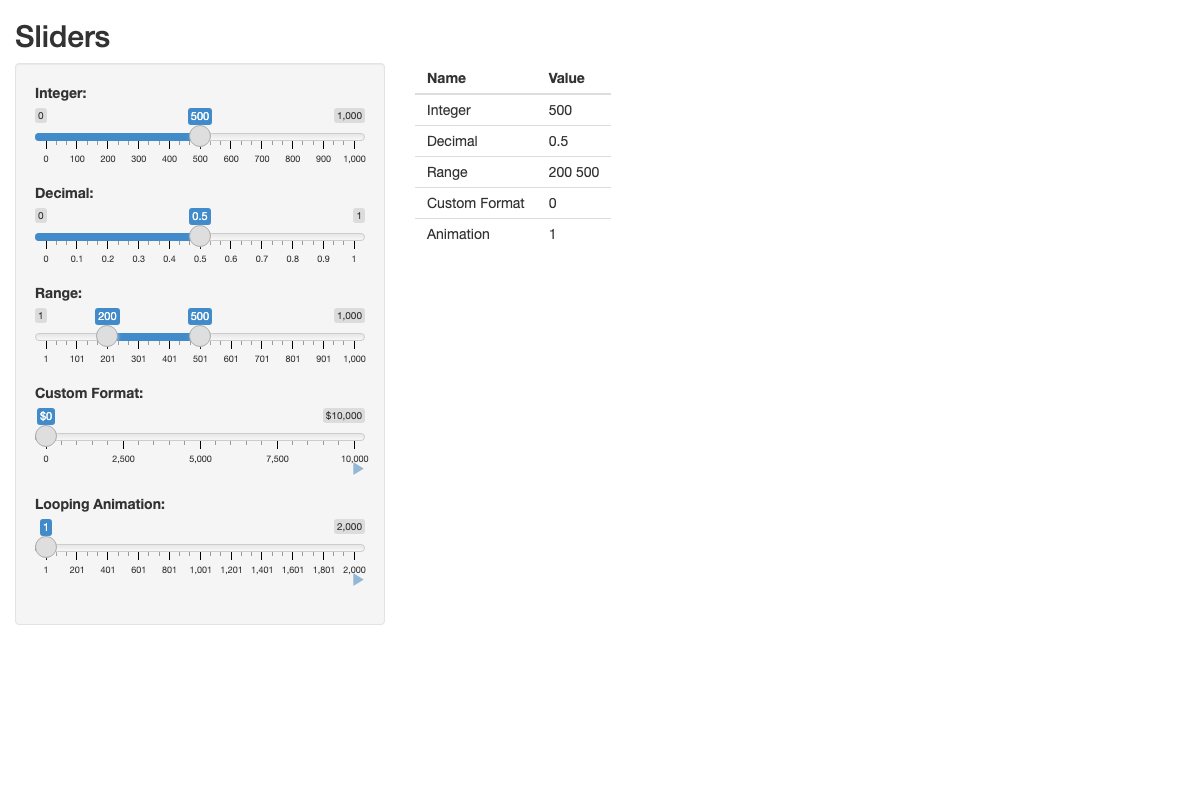 Sliders
Integer:
0 500 1,000
0 100 200 300 400 500 600 700 800 900 1,000
Decimal:
0 0.5 1
0 0.1 0.2 0.3 0.4 0.5 0.6 0.7 0.8 0.9 1
Range:
1 200 500 1,000
1 101 201 301 401 501 601 701 801 901 1,000
Custom Format:
$0 $10,000
0 2,500 5,000 7,500 10,000
Looping Animation:
1 2,000
1 201 401 601 801 1,001 1,201 1,401 1,601 1,801 2,000
Name Value
Integer 500
Decimal 0.5
Range 200 500
Custom Format 0
Animation 1